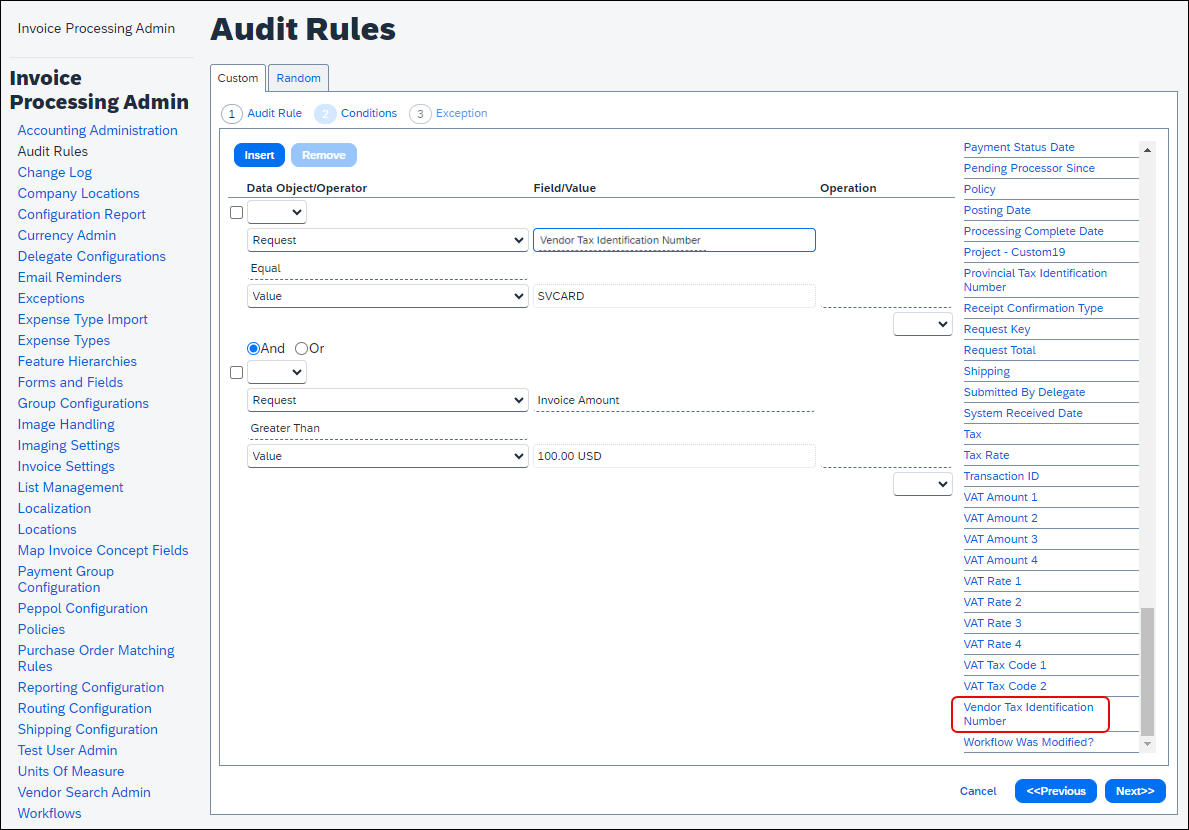 Invoice Processing Admin
Invoice
Processing Admin
Accounting Administration
Audit Rules
Change Log
Company Locations
Configuration Report
Currency Admin
Delegate Configurations
Email Reminders
Exceptions
Expense Type Import
Expense Types
Feature Hierarchies
Forms and Fields
Group Configurations
Image Handling
Imaging Settings
Invoice Settings
List Management
Localization
Locations
Map Invoice Concept Fields
Payment Group
Configuration
Peppol Configuration
Policies
Purchase Order Matching
Rules
Reporting Configuration
Routing Configuration
Shipping Configuration
Test User Admin
Units Of Measure
Vendor Search Admin
Workflows
Audit Rules
Custom Random
1 Audit Rule 2 Conditions 3 Exception
Insert Remove
Data Object/Operator Field/Value Operation
Request Vendor Tax Identification Number
Equal
Value SVCARD
And Or
Request Invoice Amount
Greater Than
Value 100.00 USD
Payment Status Date
Pending Processor Since
Policy
Posting Date
Processing Complete Date
Project - Custom19
Provincial Tax Identification
Number
Receipt Confirmation Type
Request Key
Request Total
Shipping
Submitted By Delegate
System Received Date
Tax
Tax Rate
Transaction ID
VAT Amount 1
VAT Amount 2
VAT Amount 3
VAT Amount 4
VAT Rate 1
VAT Rate 2
VAT Rate 3
VAT Rate 4
VAT Tax Code 1
VAT Tax Code 2
Vendor Tax Identification
Number
Workflow Was Modified?
Cancel <<Previous Next>>